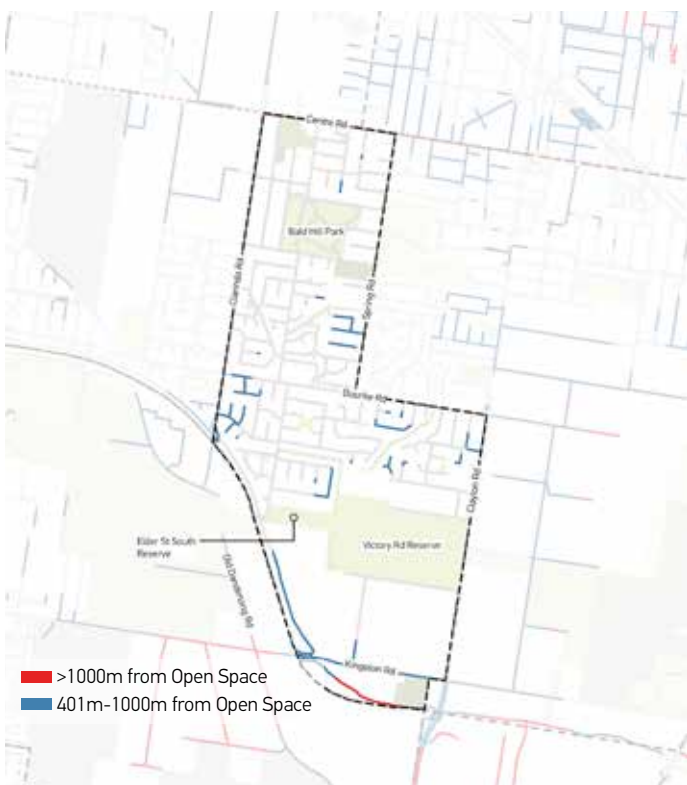 Centre Rd
Bald Hill Park
Clarinda Rd
Spring Rd
Bourke Rd
Clayton Rd
Elder St South
Reserve
Victory Rd Reserve
Old Dandenong Rd
Kingston Rd
>1000m from Open Space
401m-1000m from Open Space